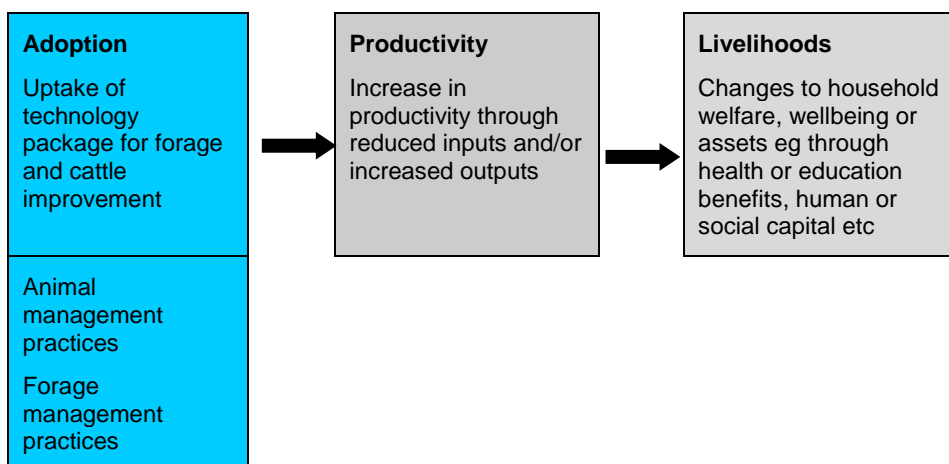 Adoption
Uptake of
technology
package for forage
and cattle
improvement
Animal
management
practices
Forage
management
practices
Productivity
Increase in
productivity through
reduced inputs and/or
increased outputs
Livelihoods
Changes to household
welfare, wellbeing or
assets eg through
health or education
benefits, human or
social capital etc